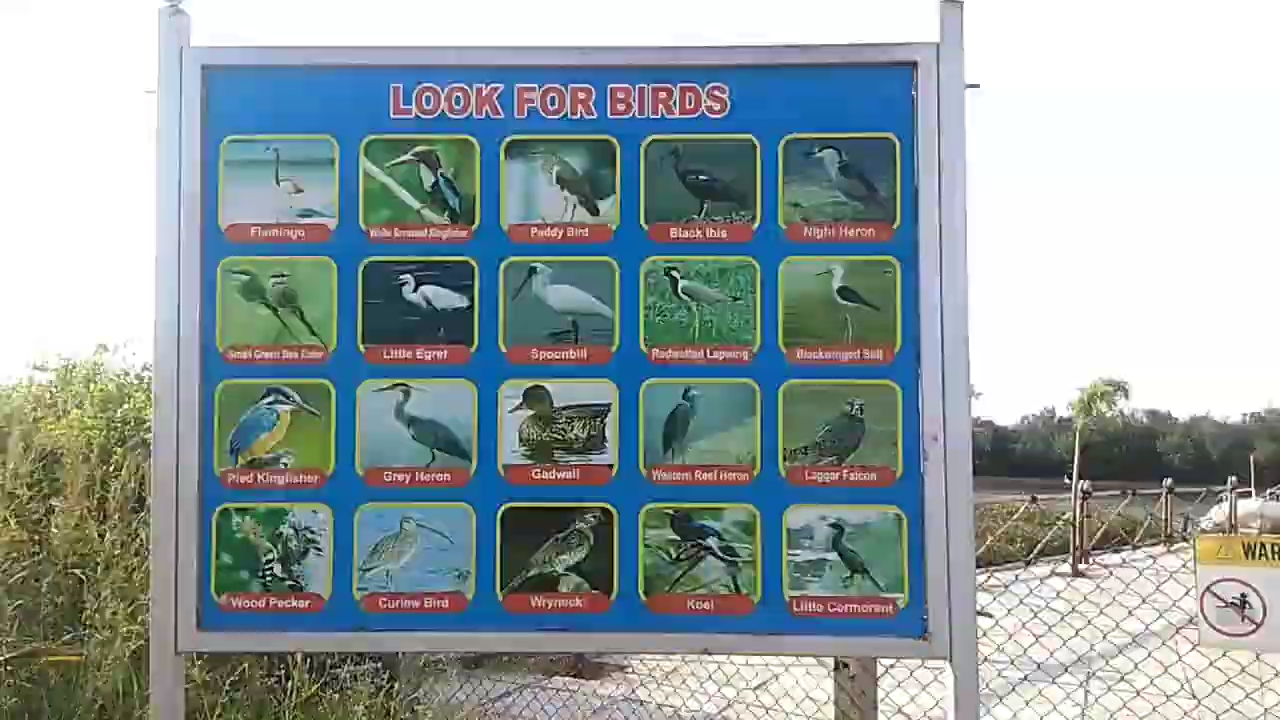 LOOK FOR BIRDS
Flamingo
White Breasted Kingfisher
Paddy Bird
Black Ibis
Night Heron
Small Green Bee Eater
Little Egret
Spoonbill
Redwattled Lapwing
Blackwinged Stilt
Pied Kingfisher
Grey Heron
Gadwall
Western Reef Heron
Laggar Falcon
Wood Pecker
Curlew Bird
Wryneck
Koel
Little Cormorant
WAR